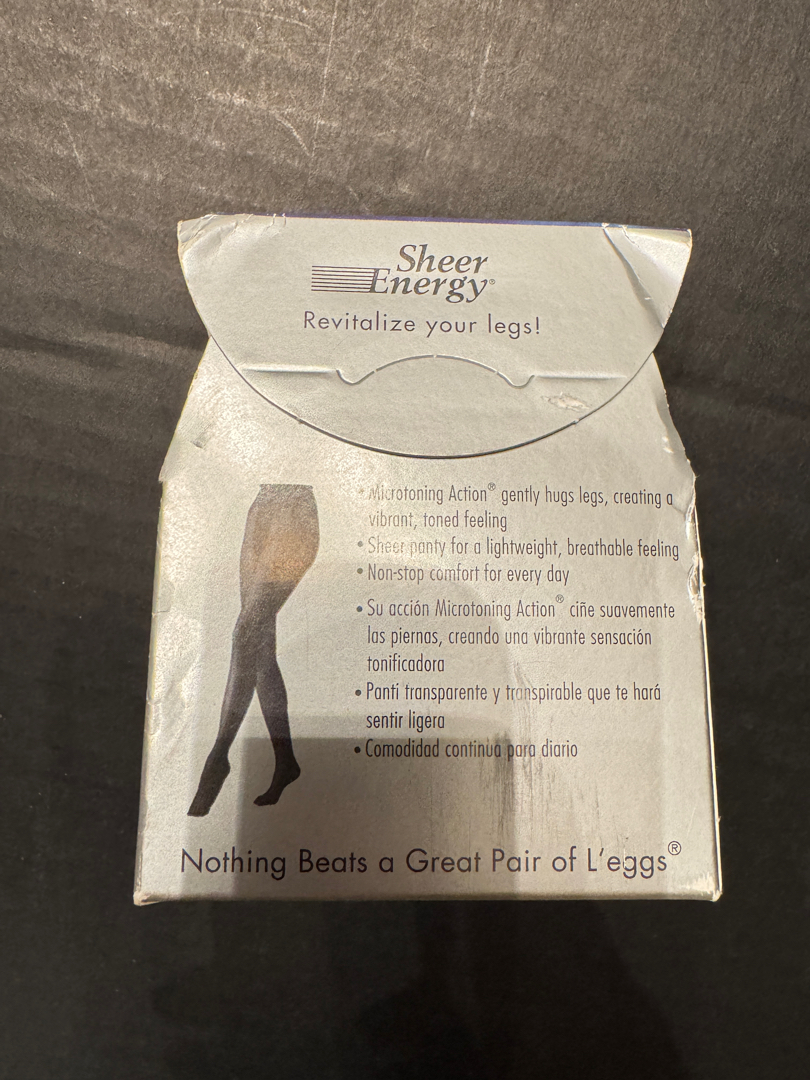 Sheer
Energy®
Revitalize your legs!
• Microtoning Action® gently hugs legs, creating a
vibrant, toned feeling
• Sheer panty for a lightweight, breathable feeling
• Non-stop comfort for every day
• Su acción Microtoning Action® ciñe suavemente
las piernas, creando una vibrante sensación
tonificadora
• Panti transparente y transpirable que te hará
sentir ligera
• Comodidad continua para diario
Nothing Beats a Great Pair of L'eggs®